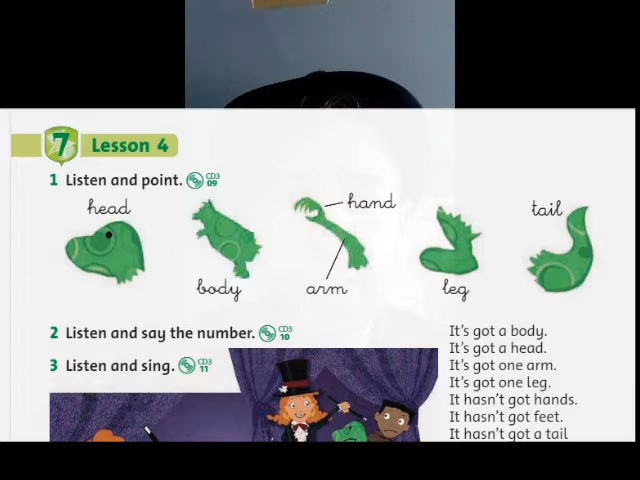 7 Lesson 4
1 Listen and point. CD3 09
head
hand
tail
body
arm
leg
2 Listen and say the number. CD3 10
3 Listen and sing. CD3 11
It's got a body.
It's got a head.
It's got one arm.
It's got one leg.
It hasn't got hands.
It hasn't got feet.
It hasn't got a tail